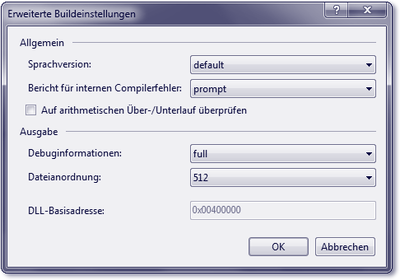 Erweiterte Buildeinstellungen
Allgemein
Sprachversion: default
Bericht für internen Compilerfehler: prompt
Auf arithmetischen Über-/Unterlauf überprüfen
Ausgabe
Debuginformationen: full
Dateianordnung: 512
DLL-Basisadresse: 0x00400000
OK Abbrechen